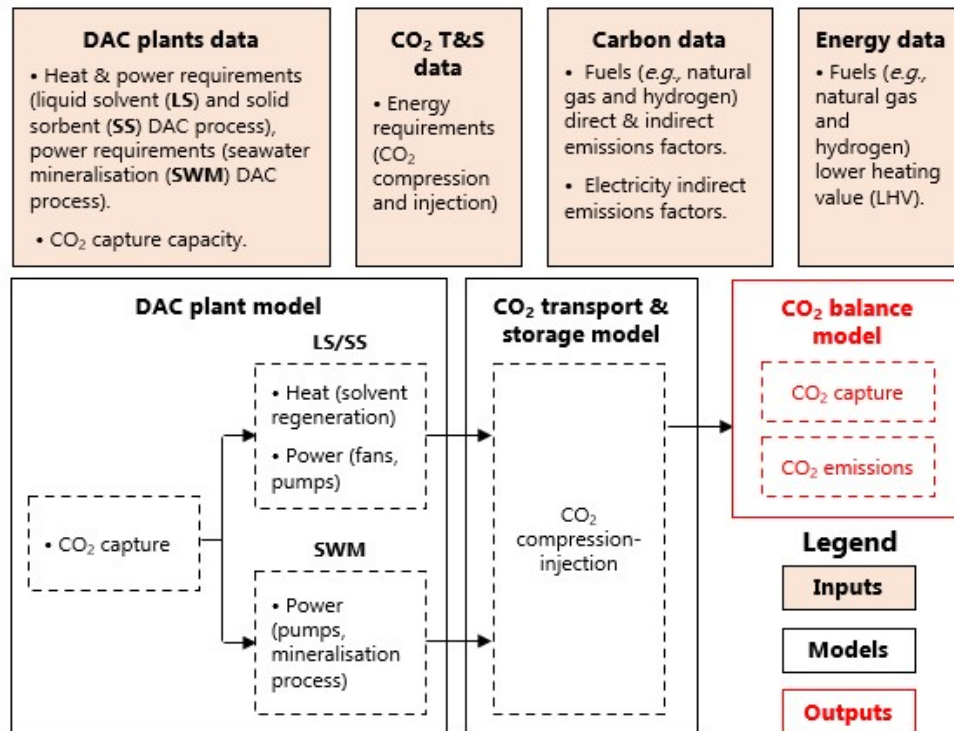 DAC plants data
• Heat & power requirements
(liquid solvent (LS) and solid
sorbent (SS) DAC process),
power requirements (seawater
mineralisation (SWM) DAC
process).
• CO₂ capture capacity.
CO₂ T&S
data
• Energy
requirements
(CO₂
compression
and injection)
Carbon data
• Fuels (e.g., natural
gas and hydrogen)
direct & indirect
emissions factors.
• Electricity indirect
emissions factors.
Energy data
• Fuels (e.g.,
natural gas
and
hydrogen)
lower heating
value (LHV).
DAC plant model
• CO₂ capture
LS/SS
• Heat (solvent
regeneration)
• Power (fans,
pumps)
SWM
• Power
(pumps,
mineralisation
process)
CO₂ transport &
storage model
CO₂
compression-
injection
CO₂ balance
model
CO₂ capture
CO₂ emissions
Legend
Inputs
Models
Outputs